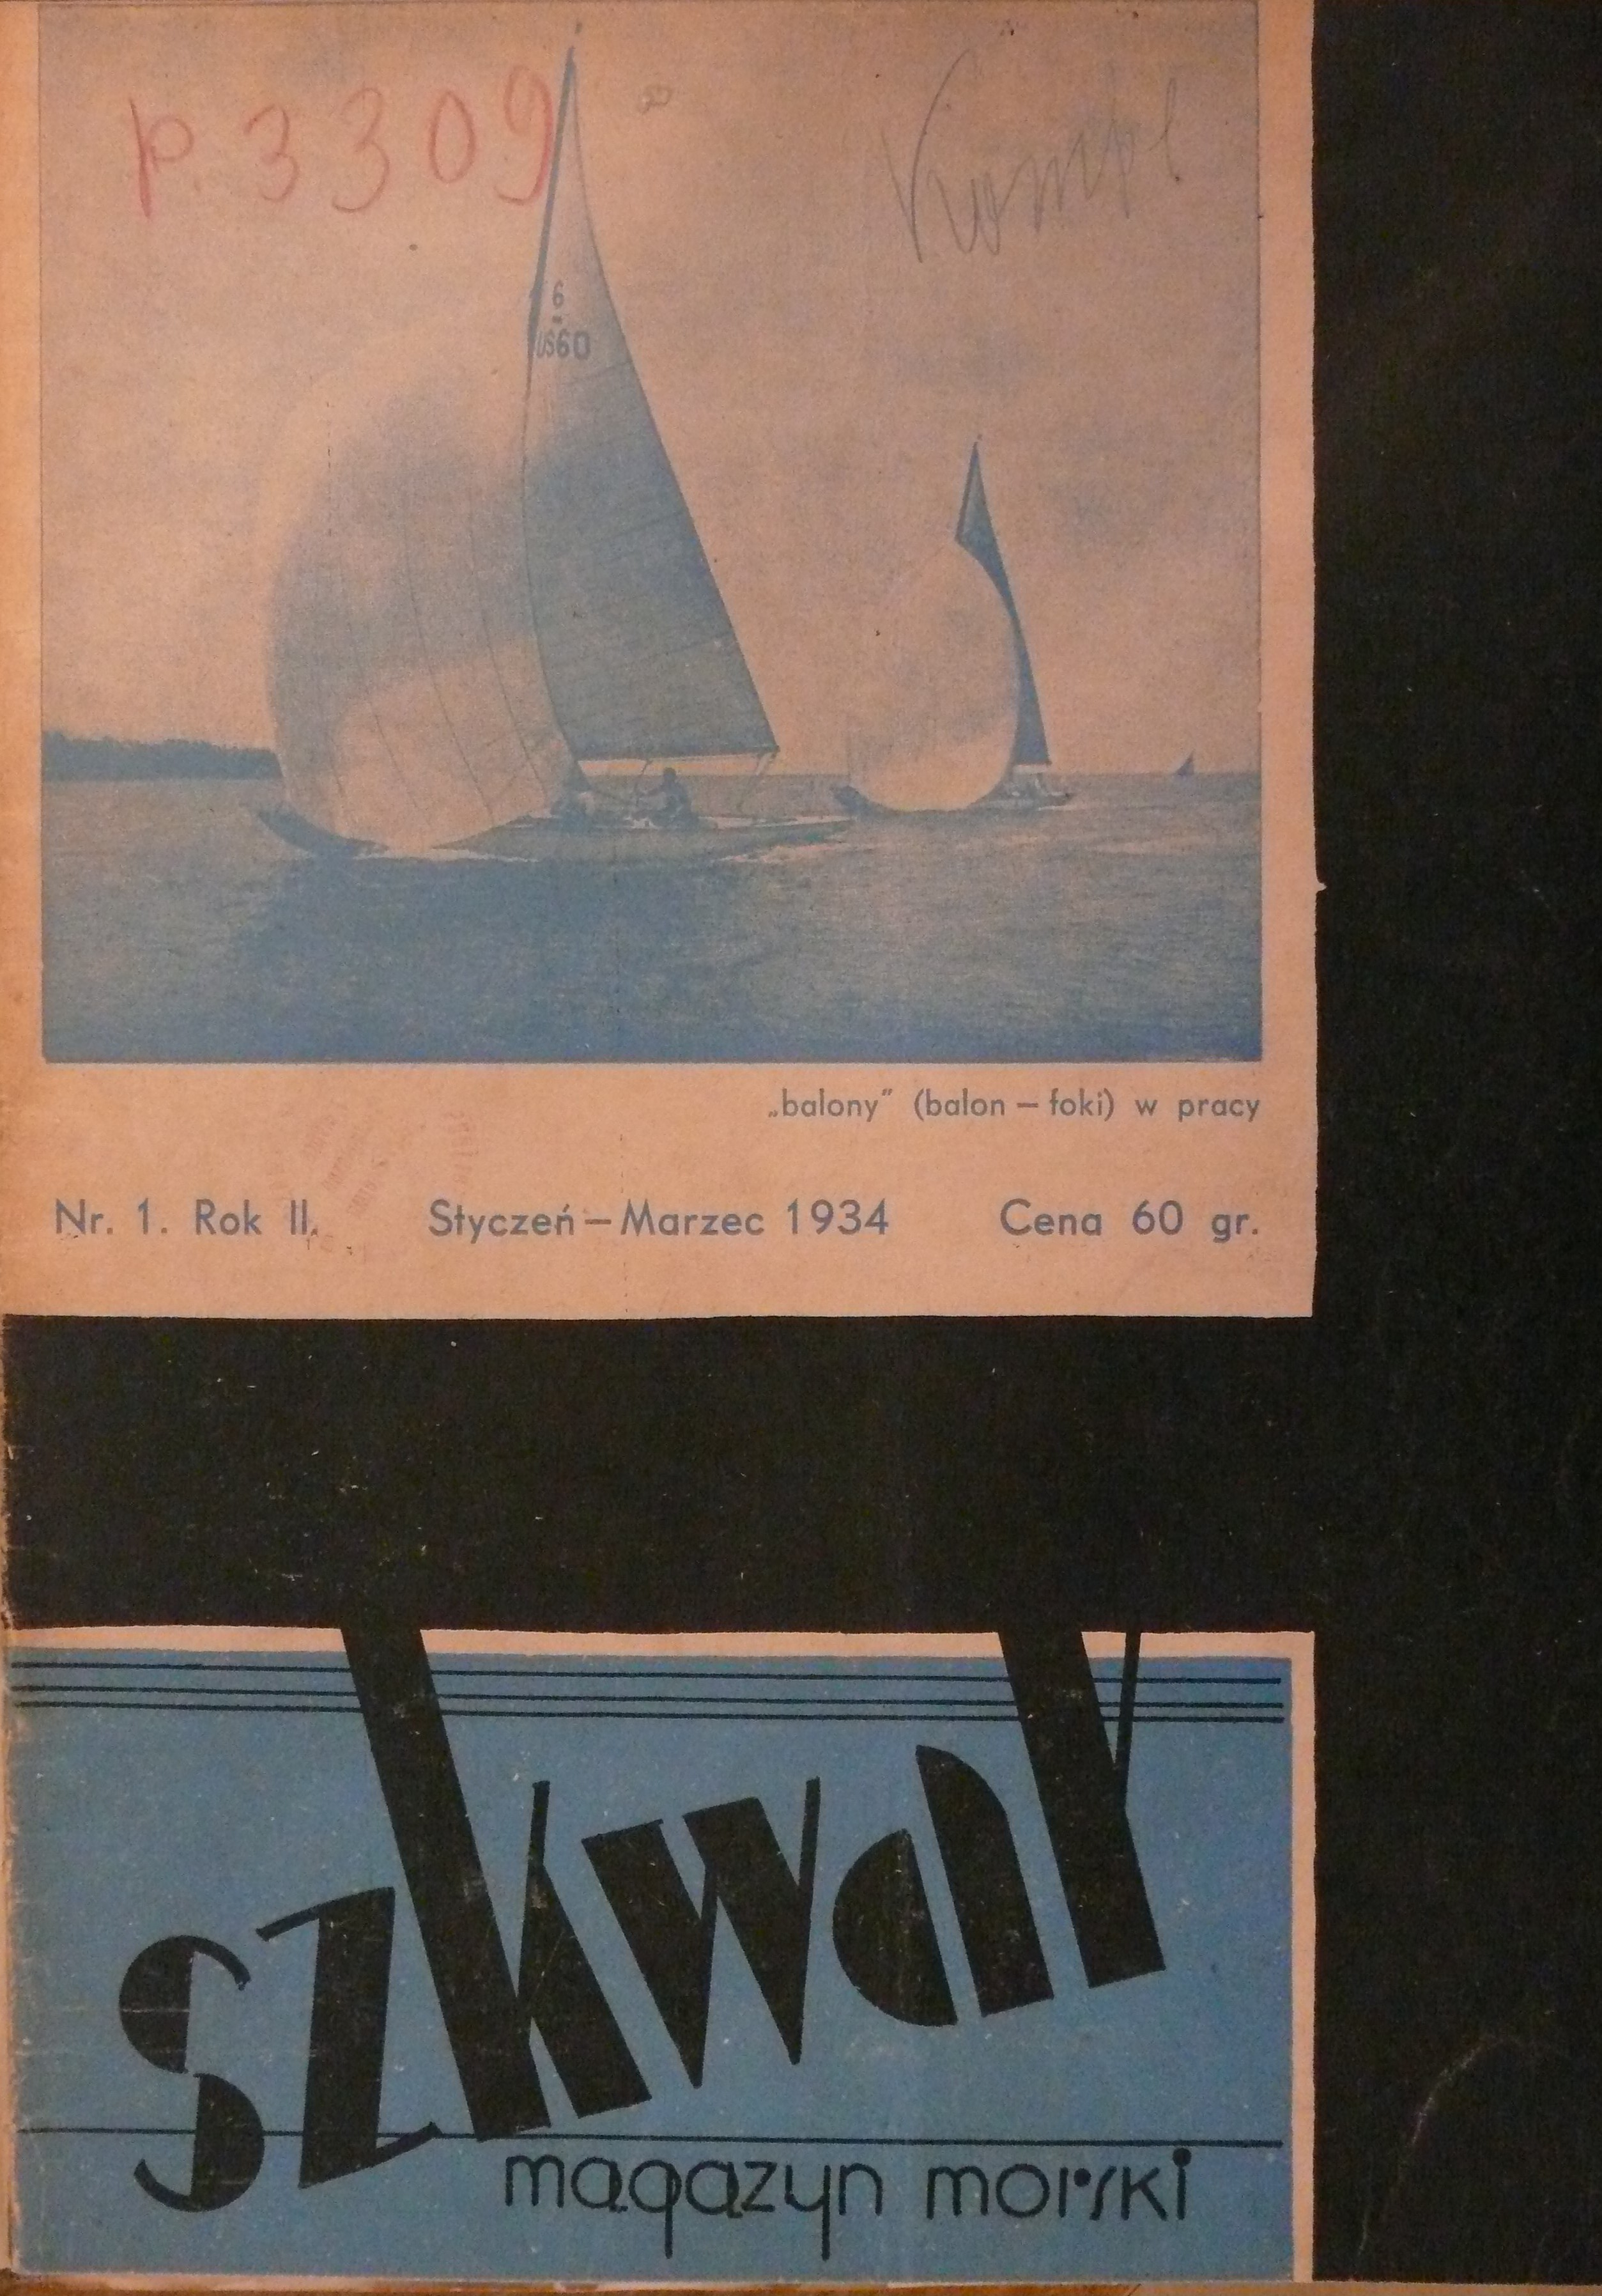 p. 3309
Kompl
6
US60
„balony” (balon – foki) w pracy
Nr. 1. Rok II. Styczeń – Marzec 1934 Cena 60 gr.
szkwał
magazyn morski